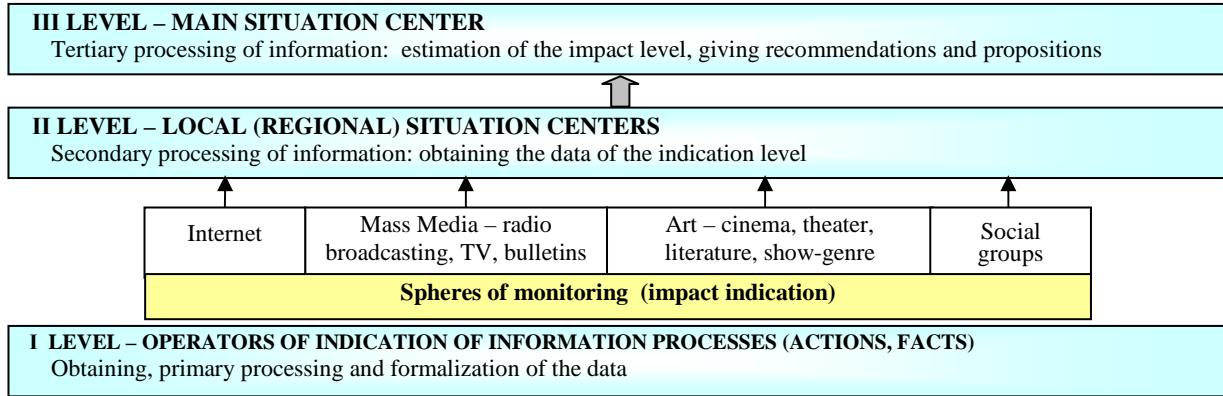 III LEVEL – MAIN SITUATION CENTER
Tertiary processing of information:  estimation of the impact level, giving recommendations and propositions
II LEVEL – LOCAL (REGIONAL) SITUATION CENTERS
Secondary processing of information: obtaining the data of the indication level
Internet
Mass Media – radio
broadcasting, TV, bulletins
Art – cinema, theater,
literature, show-genre
Social
groups
Spheres of monitoring  (impact indication)
I  LEVEL – OPERATORS OF INDICATION OF INFORMATION PROCESSES (ACTIONS, FACTS)
Obtaining, primary processing and formalization of the data